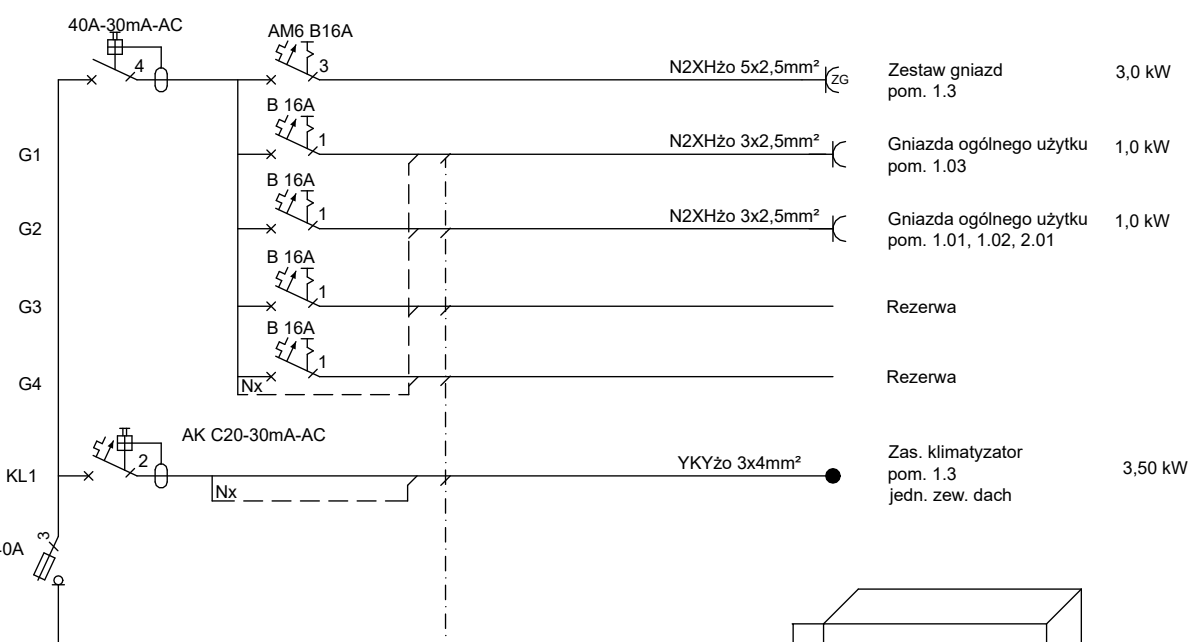 40A-30mA-AC
4
AM6 B16A
3
N2XHżo 5x2,5mm²
ZG
Zestaw gniazd
pom. 1.3
3,0 kW
G1
B 16A
1
N2XHżo 3x2,5mm²
Gniazda ogólnego użytku
pom. 1.03
1,0 kW
G2
B 16A
1
N2XHżo 3x2,5mm²
Gniazda ogólnego użytku
pom. 1.01, 1.02, 2.01
1,0 kW
G3
B 16A
1
Rezerwa
G4
B 16A
1
Nx
Rezerwa
KL1
AK C20-30mA-AC
2
Nx
YKYżo 3x4mm²
Zas. klimatyzator
pom. 1.3
jedn. zew. dach
3,50 kW
3